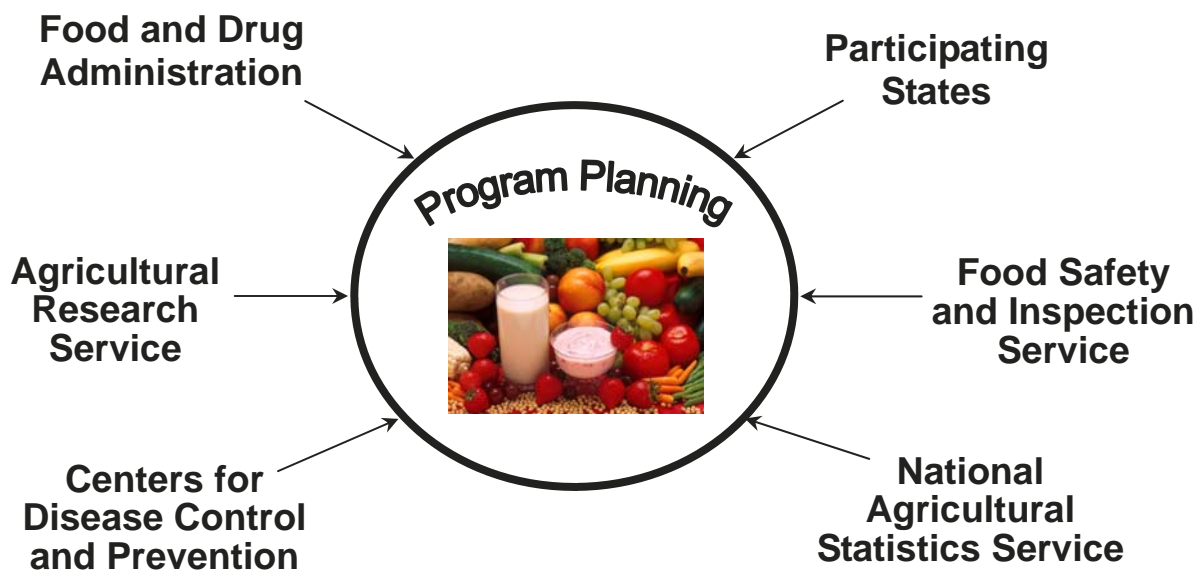 Food and Drug
Administration
Participating
States
Program Planning
Agricultural
Research
Service
Food Safety
and Inspection
Service
Centers for
Disease Control
and Prevention
National
Agricultural
Statistics Service